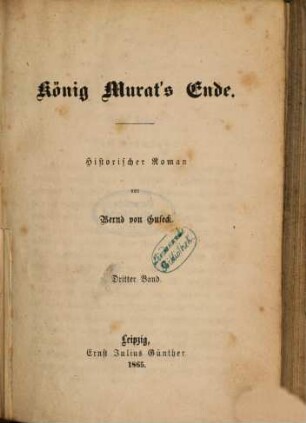 König Murat's Ende.
Historischer Roman
von
Bernd von Guseck.
Dritter Band.
Leipzig,
Ernst Julius Günther.
1865.